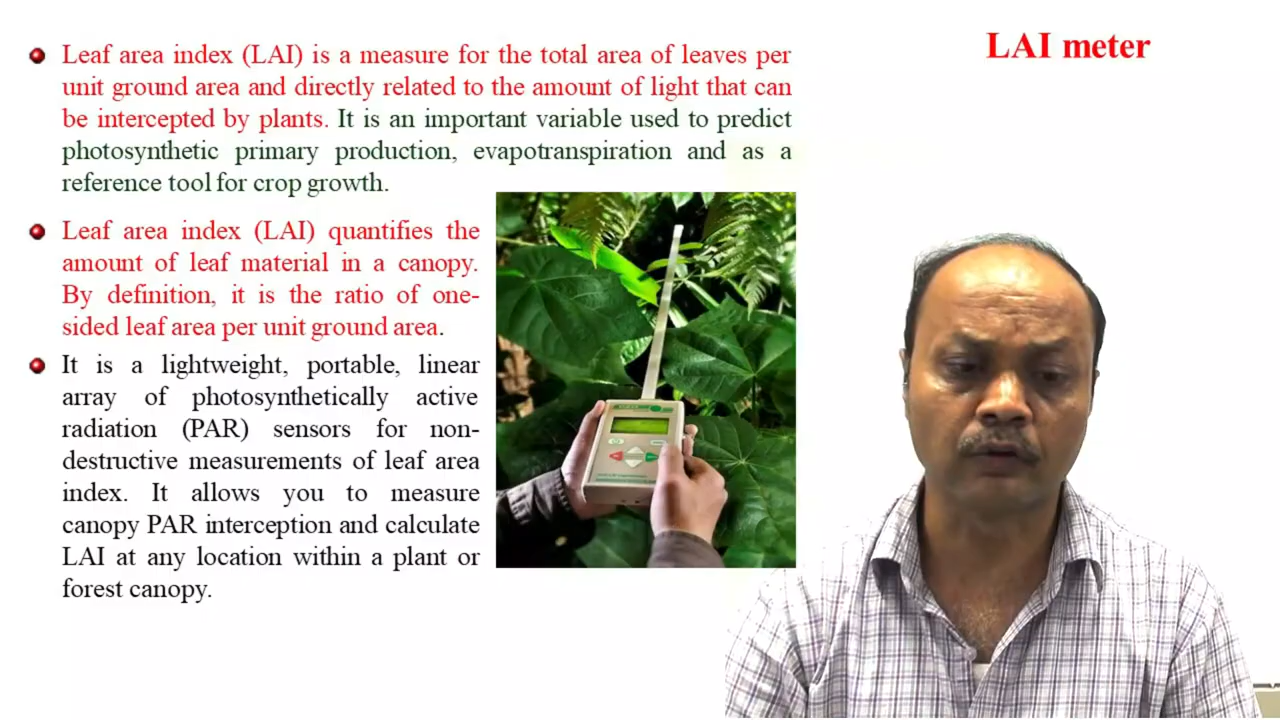 LAI meter
Leaf area index (LAI) is a measure for the total area of leaves per
unit ground area and directly related to the amount of light that can
be intercepted by plants. It is an important variable used to predict
photosynthetic primary production, evapotranspiration and as a
reference tool for crop growth.
Leaf area index (LAI) quantifies the
amount of leaf material in a canopy.
By definition, it is the ratio of one-
sided leaf area per unit ground area.
It is a lightweight, portable, linear
array of photosynthetically active
radiation (PAR) sensors for non-
destructive measurements of leaf area
index. It allows you to measure
canopy PAR interception and calculate
LAI at any location within a plant or
forest canopy.